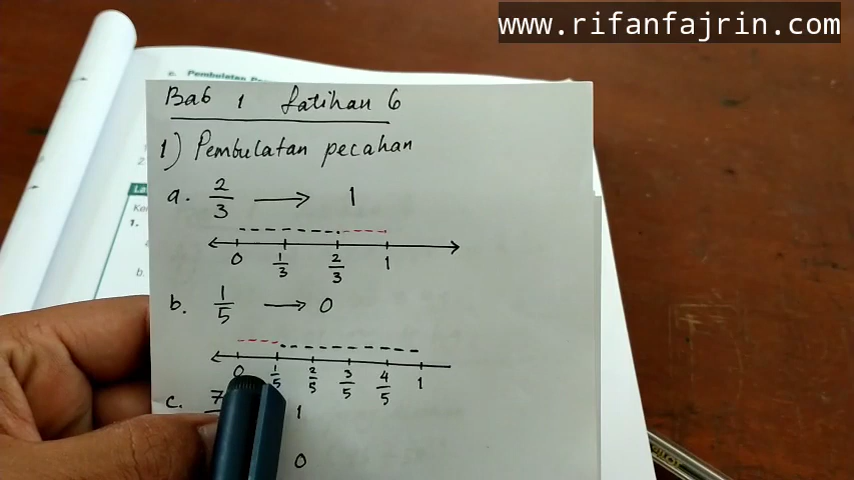 www.rifanfajrin.com
Bab 1 Latihan 6
1) Pembulatan pecahan
a. 2/3 → 1
0 1/3 2/3 1
b. 1/5 → 0
0 1/5 2/5 3/5 4/5 1
c. 7 1
0